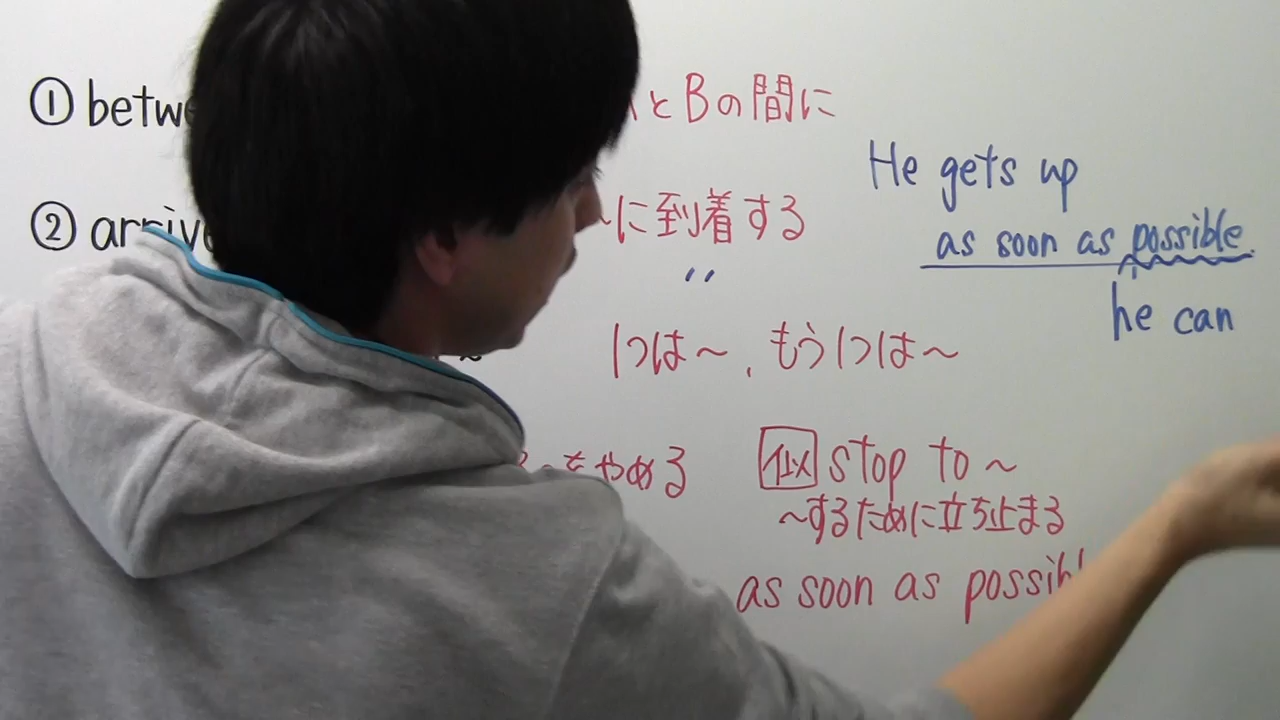 ① betwe とBの間に
② arrive に到着する
〃
1つは〜、もう1つは〜
をやめる 似 stop to 〜
〜するために立ち止まる
as soon as possibl
He gets up
as soon as possible.
he can